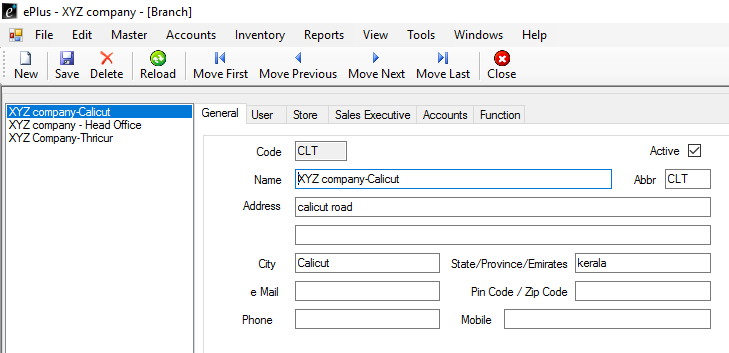 ePlus - XYZ company - [Branch]
File Edit Master Accounts Inventory Reports View Tools Windows Help
New Save Delete Reload Move First Move Previous Move Next Move Last Close
XYZ company-Calicut
XYZ company - Head Office
XYZ Company-Thricur
General User Store Sales Executive Accounts Function
Code CLT Active
Name XYZ company-Calicut Abbr CLT
Address calicut road
City Calicut State/Province/Emirates kerala
e Mail Pin Code / Zip Code
Phone Mobile